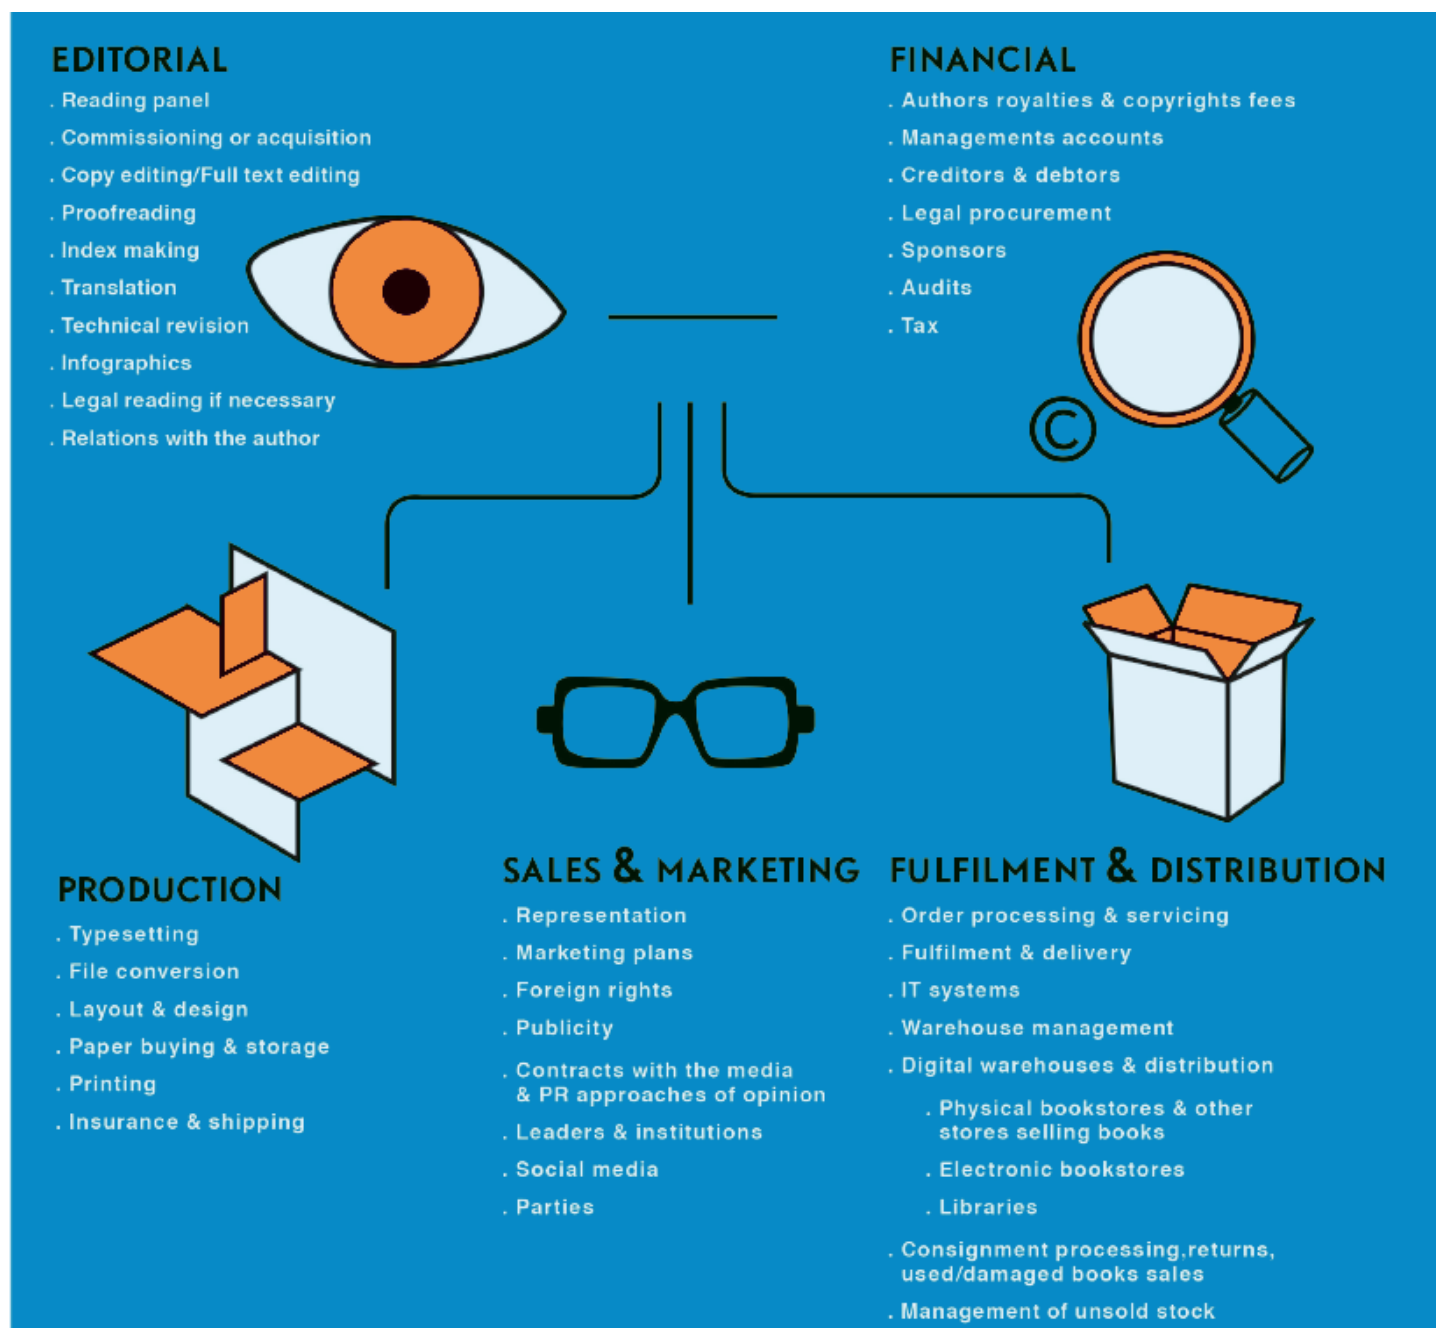 EDITORIAL
. Reading panel
. Commissioning or acquisition
. Copy editing/Full text editing
. Proofreading
. Index making
. Translation
. Technical revision
. Infographics
. Legal reading if necessary
. Relations with the author
FINANCIAL
. Authors royalties & copyrights fees
. Managements accounts
. Creditors & debtors
. Legal procurement
. Sponsors
. Audits
. Tax
©
PRODUCTION
. Typesetting
. File conversion
. Layout & design
. Paper buying & storage
. Printing
. Insurance & shipping
SALES & MARKETING
. Representation
. Marketing plans
. Foreign rights
. Publicity
. Contracts with the media
& PR approaches of opinion
. Leaders & institutions
. Social media
. Parties
FULFILMENT & DISTRIBUTION
. Order processing & servicing
. Fulfilment & delivery
. IT systems
. Warehouse management
. Digital warehouses & distribution
. Physical bookstores & other
stores selling books
. Electronic bookstores
. Libraries
. Consignment processing,returns,
used/damaged books sales
. Management of unsold stock